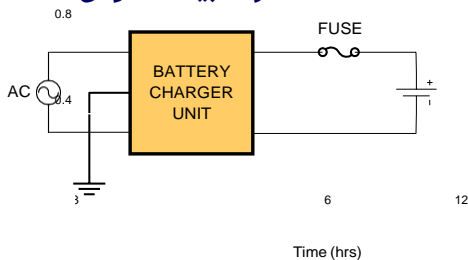 0.8
FUSE
BATTERY
CHARGER
UNIT
AC
0.4
+
-
6
12
Time (hrs)